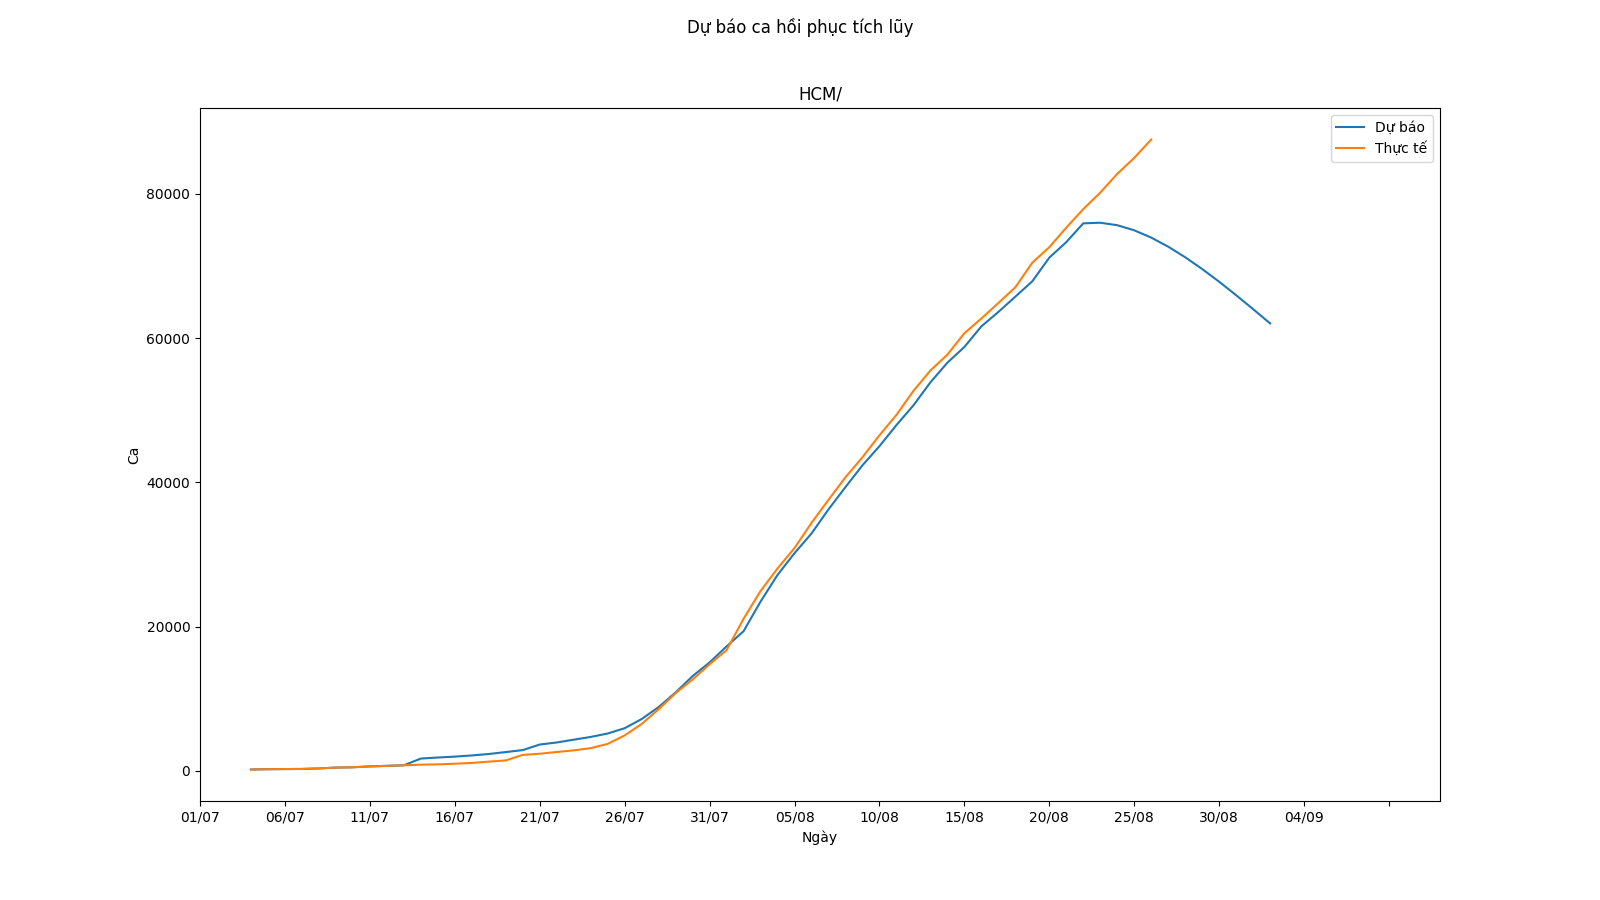 Dự báo ca hồi phục tích lũy
HCM/
Dự báo
Thực tế
80000
60000
40000
20000
0
Ca
01/07 06/07 11/07 16/07 21/07 26/07 31/07 05/08 10/08 15/08 20/08 25/08 30/08 04/09
Ngày